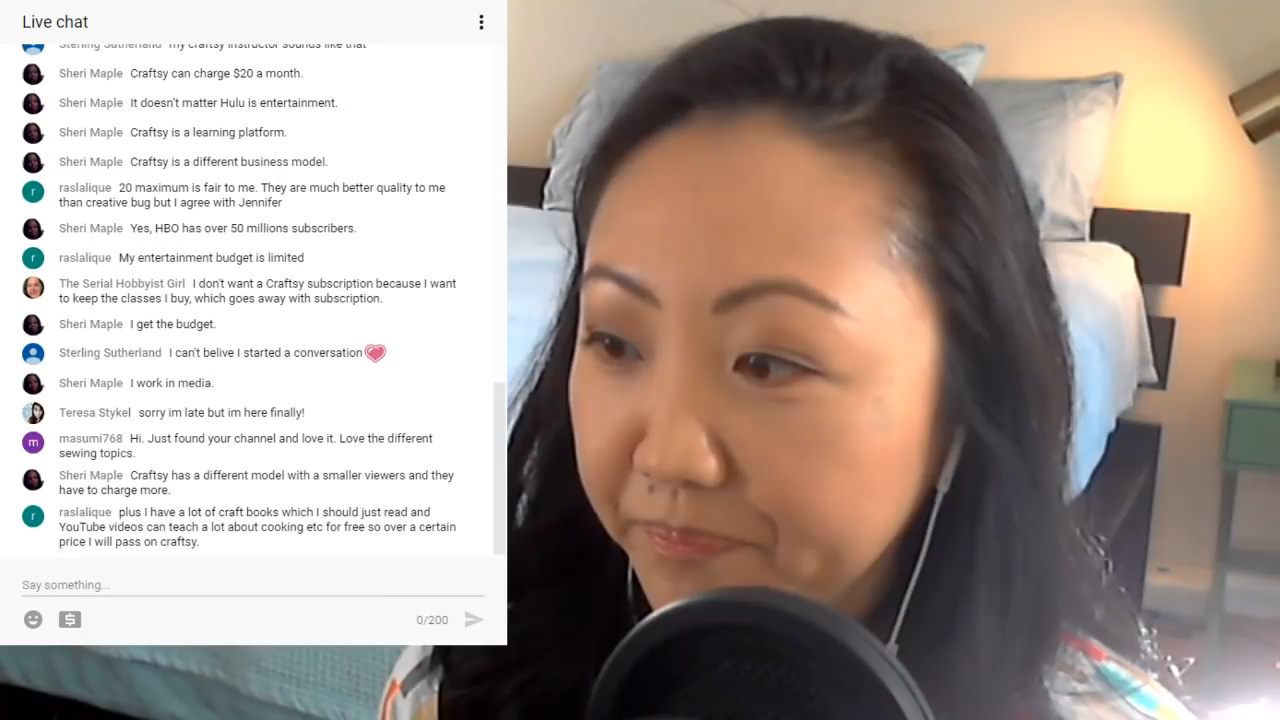 Live chat
Sterling Sutherland my craftsy instructor sounds like that
Sheri Maple Craftsy can charge $20 a month.
Sheri Maple It doesn't matter Hulu is entertainment.
Sheri Maple Craftsy is a learning platform.
Sheri Maple Craftsy is a different business model.
r raslalique 20 maximum is fair to me. They are much better quality to me
than creative bug but I agree with Jennifer
Sheri Maple Yes, HBO has over 50 millions subscribers.
r raslalique My entertainment budget is limited
The Serial Hobbyist Girl I don't want a Craftsy subscription because I want
to keep the classes I buy, which goes away with subscription.
Sheri Maple I get the budget.
Sterling Sutherland I can't belive I started a conversation
Sheri Maple I work in media.
Teresa Stykel sorry im late but im here finally!
m masumi768 Hi. Just found your channel and love it. Love the different
sewing topics.
Sheri Maple Craftsy has a different model with a smaller viewers and they
have to charge more.
r raslalique plus I have a lot of craft books which I should just read and
YouTube videos can teach a lot about cooking etc for free so over a certain
price I will pass on craftsy.
Say something...
$ 0/200